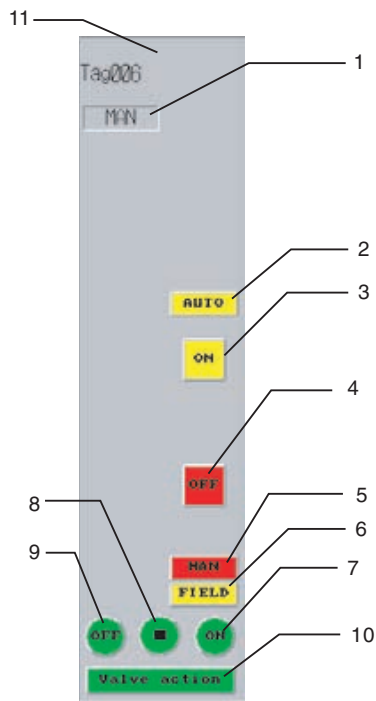 11
Tag006
1
MAN
2
AUTO
3
ON
4
OFF
5
8
6
MAN
9
7
FIELD
OFF ■ ON
10
Valve action